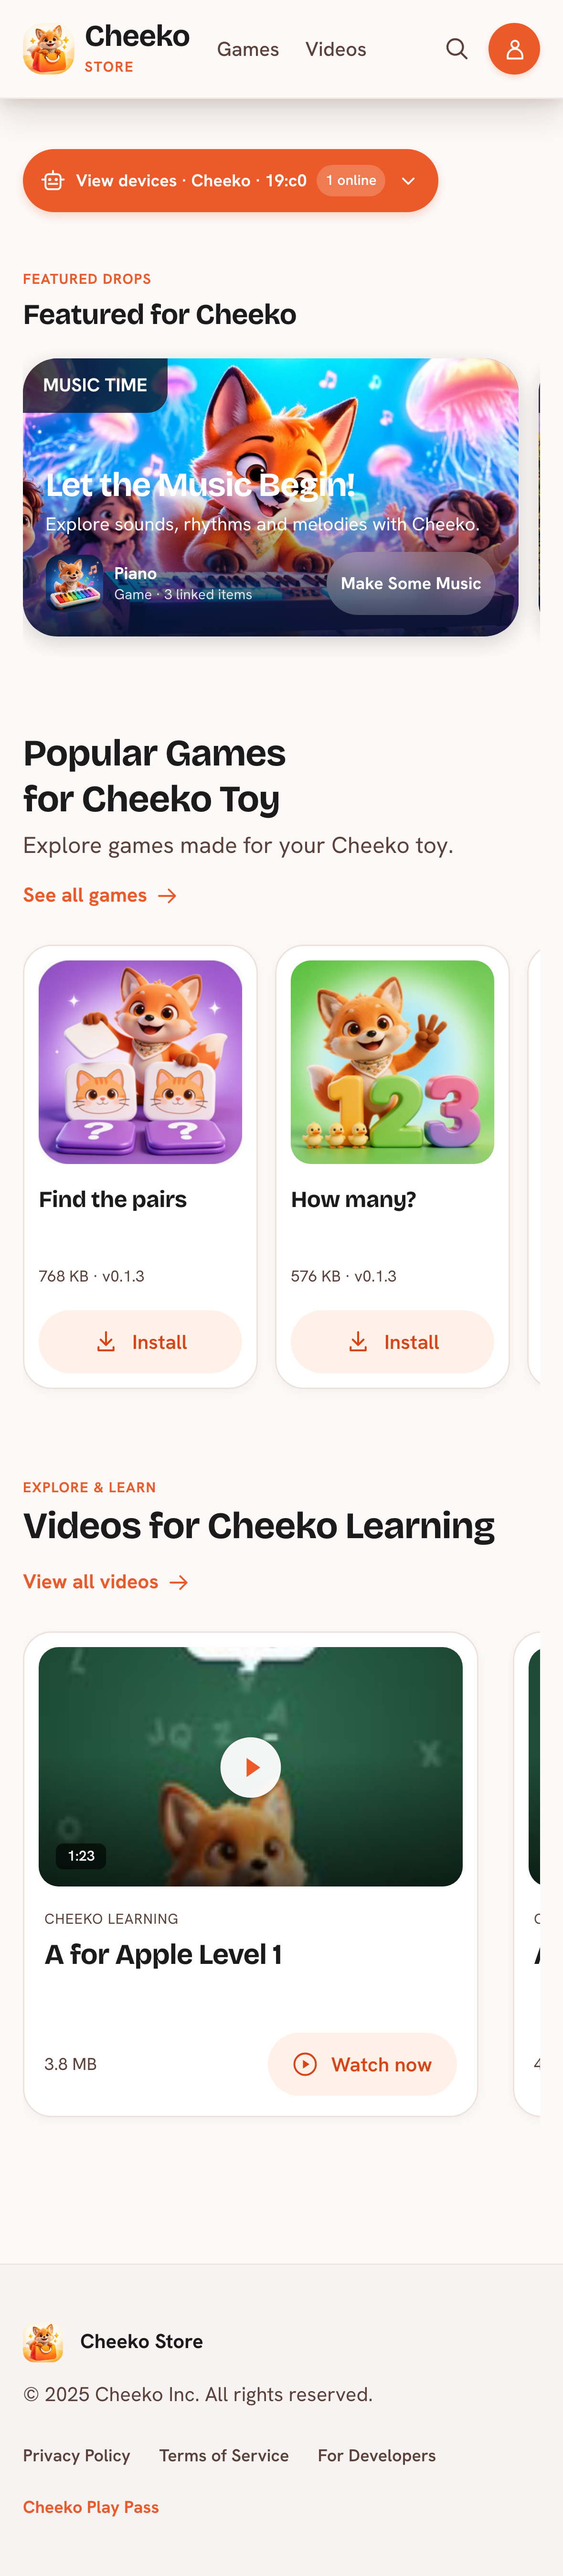 Cheeko
STORE
Games
Videos
View devices · Cheeko · 19:c0
1 online
FEATURED DROPS
Featured for Cheeko
MUSIC TIME
Let the Music Begin!
Explore sounds, rhythms and melodies with Cheeko.
Piano
Game · 3 linked items
Make Some Music
Popular Games
for Cheeko Toy
Explore games made for your Cheeko toy.
See all games
? ?
123
Find the pairs
How many?
768 KB · v0.1.3
576 KB · v0.1.3
Install
Install
EXPLORE & LEARN
Videos for Cheeko Learning
View all videos
1:23
CHEEKO LEARNING
A for Apple Level 1
3.8 MB
Watch now
4
Cheeko Store
© 2025 Cheeko Inc. All rights reserved.
Privacy Policy
Terms of Service
For Developers
Cheeko Play Pass